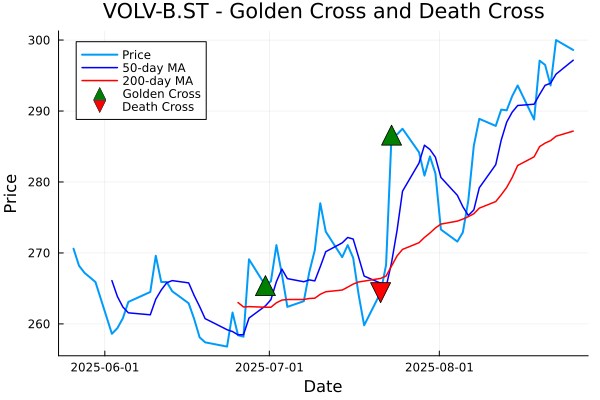 VOLV-B.ST - Golden Cross and Death Cross
300
290
280
270
260
Price
Price
50-day MA
200-day MA
Golden Cross
Death Cross
2025-06-01
2025-07-01
2025-08-01
Date